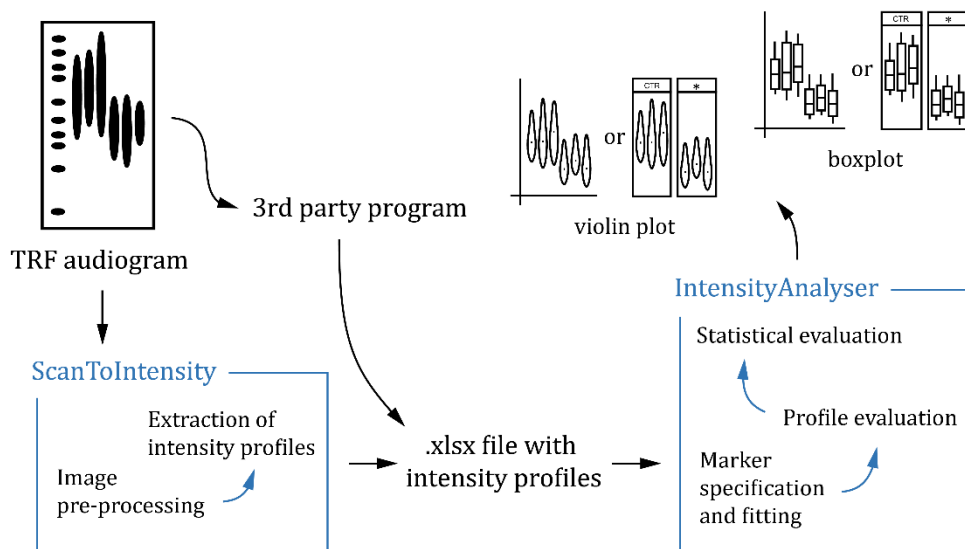 TRF audiogram
3rd party program
ScanToIntensity
Extraction of
intensity profiles
Image
pre-processing
.xlsx file with
intensity profiles
IntensityAnalyser
Statistical evaluation
Profile evaluation
Marker
specification
and fitting
or
CTR
*
violin plot
or
CTR
*
boxplot